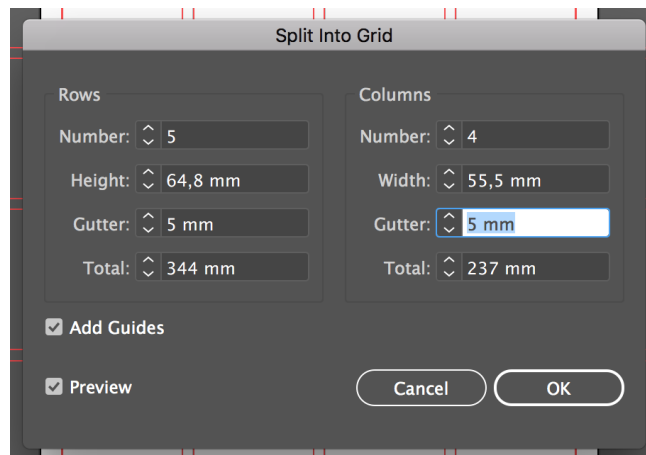 Split Into Grid
Rows
Number: 5
Height: 64,8 mm
Gutter: 5 mm
Total: 344 mm
Columns
Number: 4
Width: 55,5 mm
Gutter: 5 mm
Total: 237 mm
Add Guides
Preview
Cancel
OK